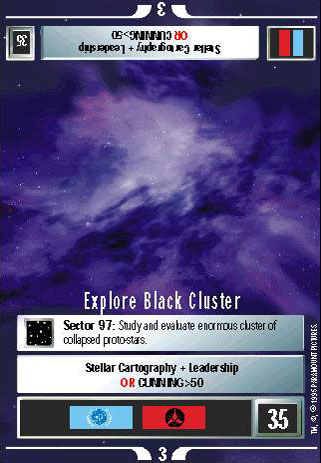 3
35
Stellar Cartography + Leadership
OR CUNNING>50
Explore Black Cluster
Sector 97: Study and evaluate enormous cluster of
collapsed proto-stars.
Stellar Cartography + Leadership
OR CUNNING>50
35
3
TM, ®, © 1995 PARAMOUNT PICTURES.